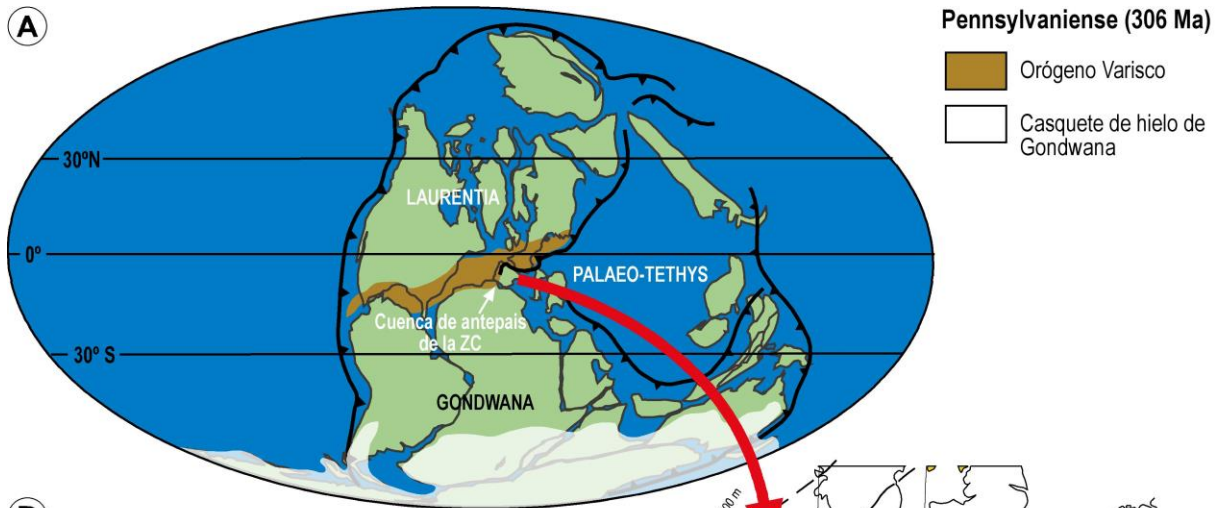 A
Pennsylvaniense (306 Ma)
Orógeno Varisco
Casquete de hielo de
Gondwana
30ºN
LAURENTIA
0º
PALAEO-TETHYS
Cuenca de antepais
de la ZC
30º S
GONDWANA